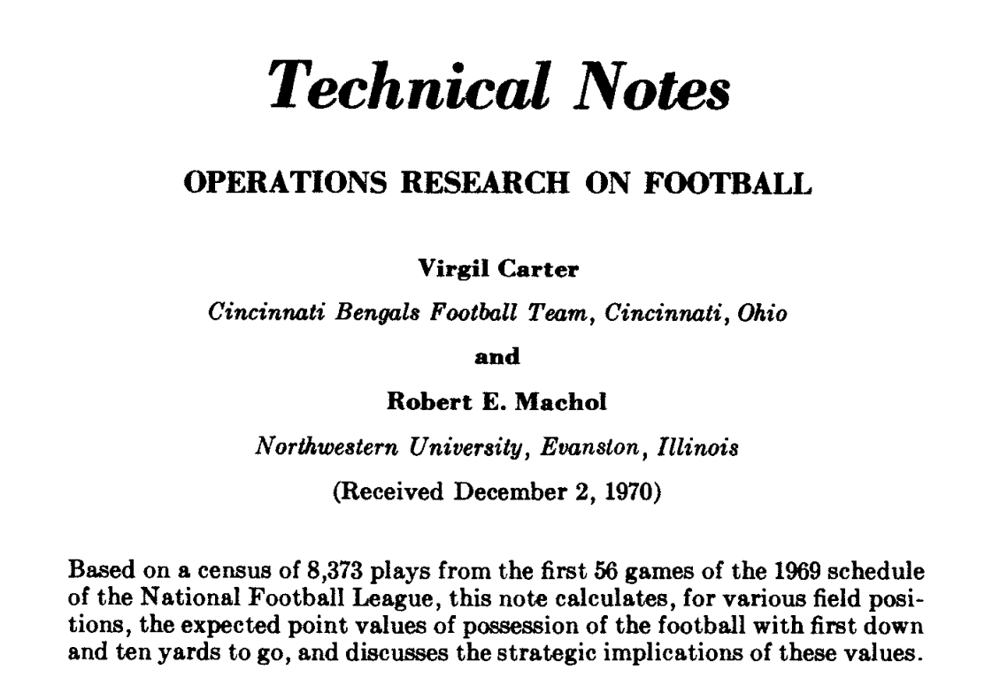 Technical Notes
OPERATIONS RESEARCH ON FOOTBALL
Virgil Carter
Cincinnati Bengals Football Team, Cincinnati, Ohio
and
Robert E. Machol
Northwestern University, Evanston, Illinois
(Received December 2, 1970)
Based on a census of 8,373 plays from the first 56 games of the 1969 schedule
of the National Football League, this note calculates, for various field posi-
tions, the expected point values of possession of the football with first down
and ten yards to go, and discusses the strategic implications of these values.